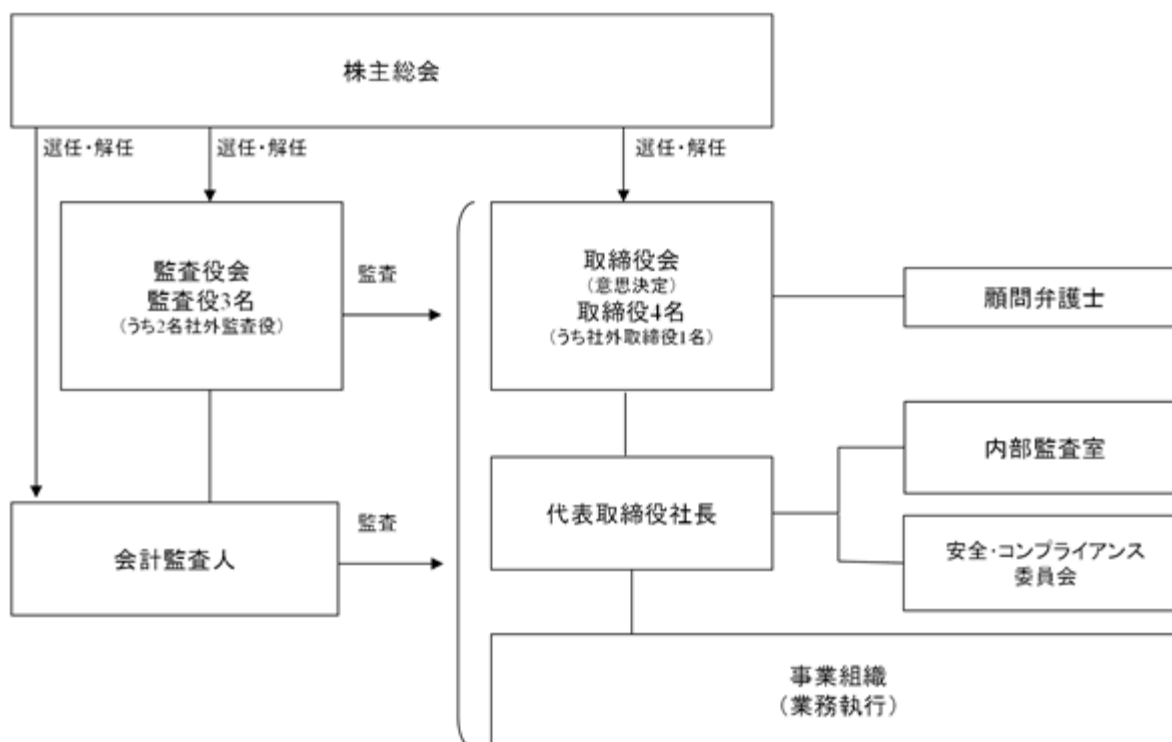 株主総会
選任・解任
選任・解任
選任・解任
監査役会
監査役3名
(うち2名社外監査役)
監査
取締役会
(意思決定)
取締役4名
(うち社外取締役1名)
顧問弁護士
内部監査室
代表取締役社長
会計監査人
監査
安全・コンプライアンス
委員会
事業組織
(業務執行)